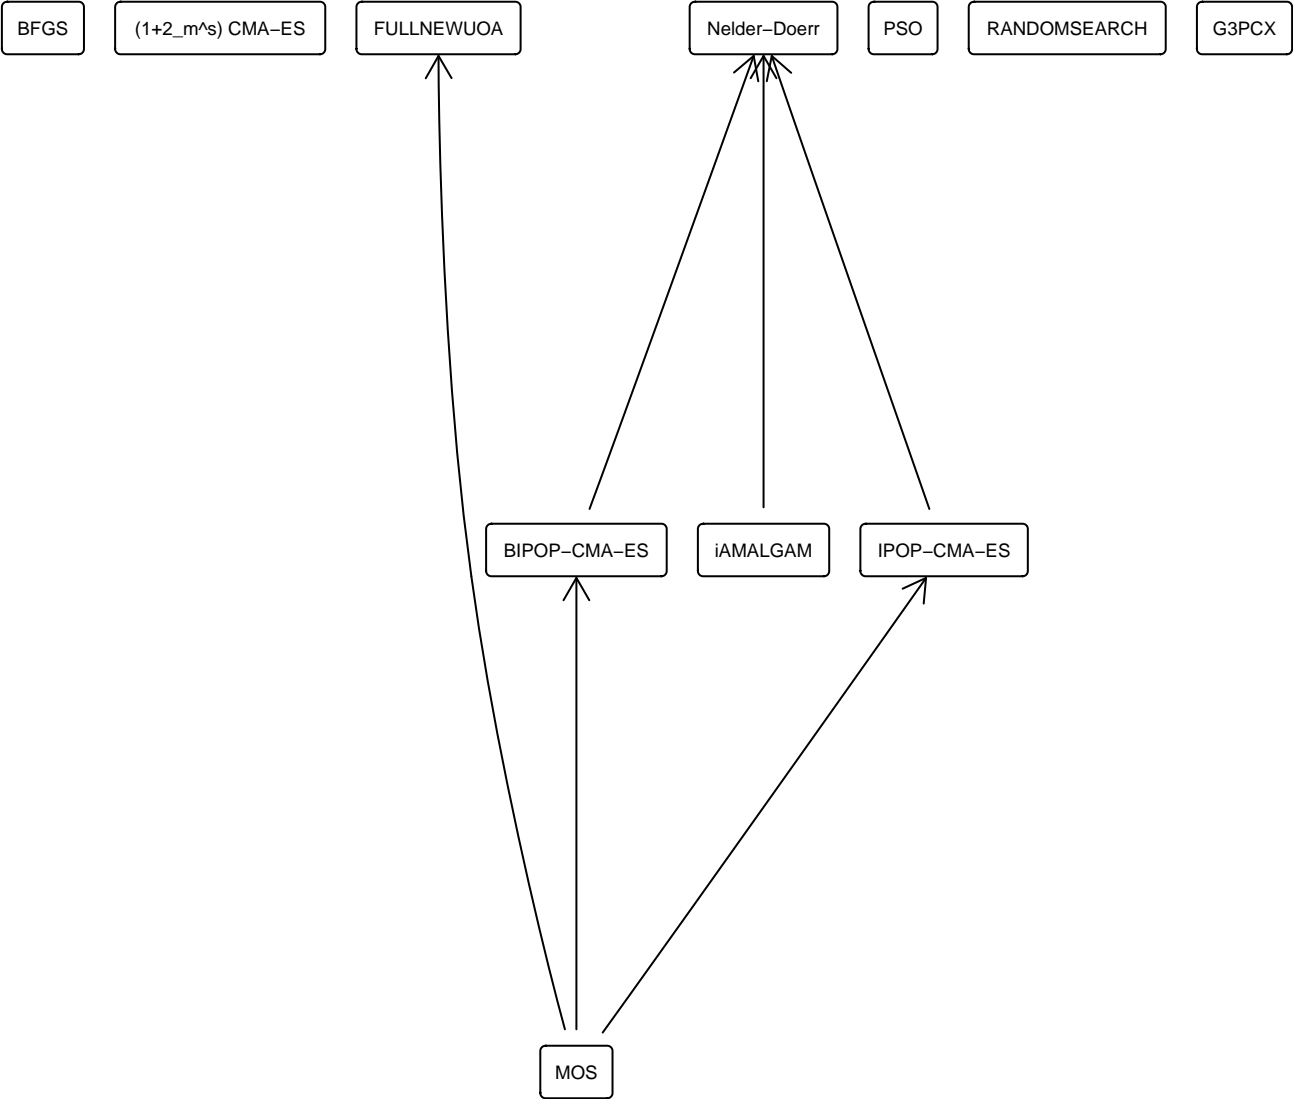 BFGS
(1+2_m^s) CMA−ES
FULLNEWUOA
Nelder−Doerr
PSO
RANDOMSEARCH
G3PCX
BIPOP−CMA−ES
iAMALGAM
IPOP−CMA−ES
MOS